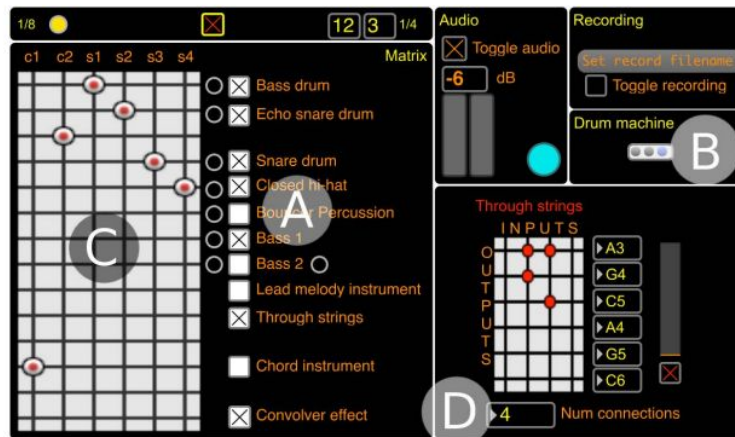 1/8
12 3 1/4
c1 c2 s1 s2 s3 s4 Matrix
Bass drum
Echo snare drum
Snare drum
Closed hi-hat
Bouncer Percussion
Bass 1
Bass 2
Lead melody instrument
Through strings
Chord instrument
Convolver effect
A
C
Audio
Toggle audio
-6 dB
Recording
Set record filename
Toggle recording
Drum machine
B
Through strings
INPUTS
OUTPUTS
A3
G4
C5
A4
G5
C6
D
4 Num connections